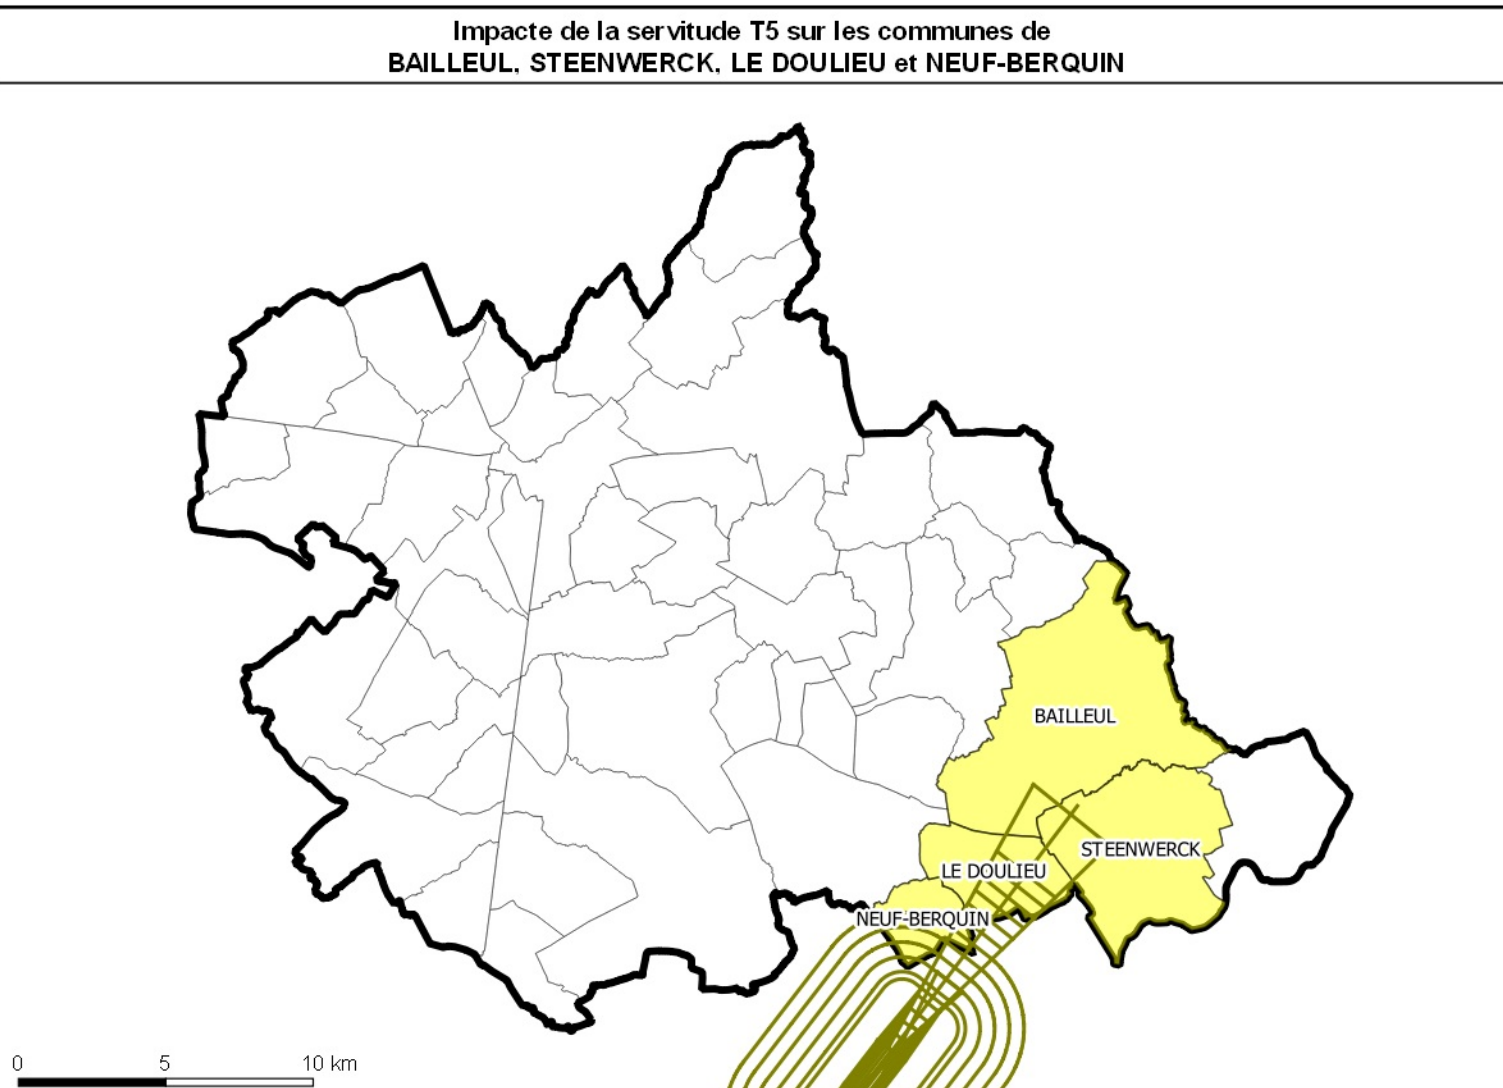 Impacte de la servitude T5 sur les communes de
BAILLEUL, STEENWERCK, LE DOULIEU et NEUF-BERQUIN
BAILLEUL
STEENWERCK
LE DOULIEU
NEUF-BERQUIN
0 5 10 km